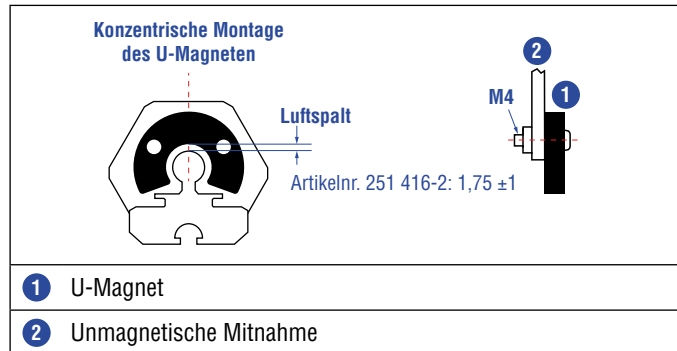 Konzentrische Montage
des U-Magneten
Luftspalt
Artikelnr. 251 416-2: 1,75 ±1
2
1
M4
1 U-Magnet
2 Unmagnetische Mitnahme